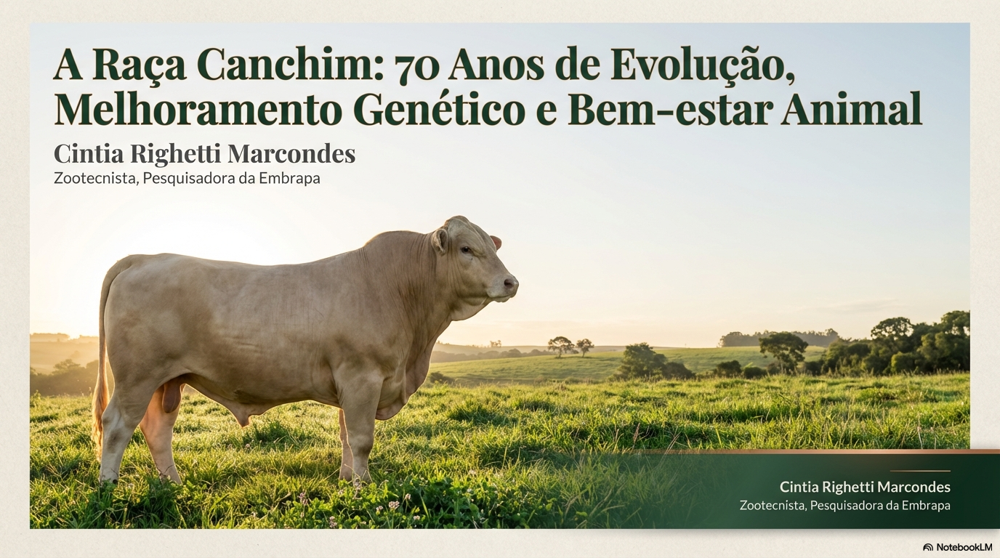 A Raça Canchim: 70 Anos de Evolução,
Melhoramento Genético e Bem-estar Animal
Cintia Righetti Marcondes
Zootecnista, Pesquisadora da Embrapa
Cintia Righetti Marcondes
Zootecnista, Pesquisadora da Embrapa
NotebookLM